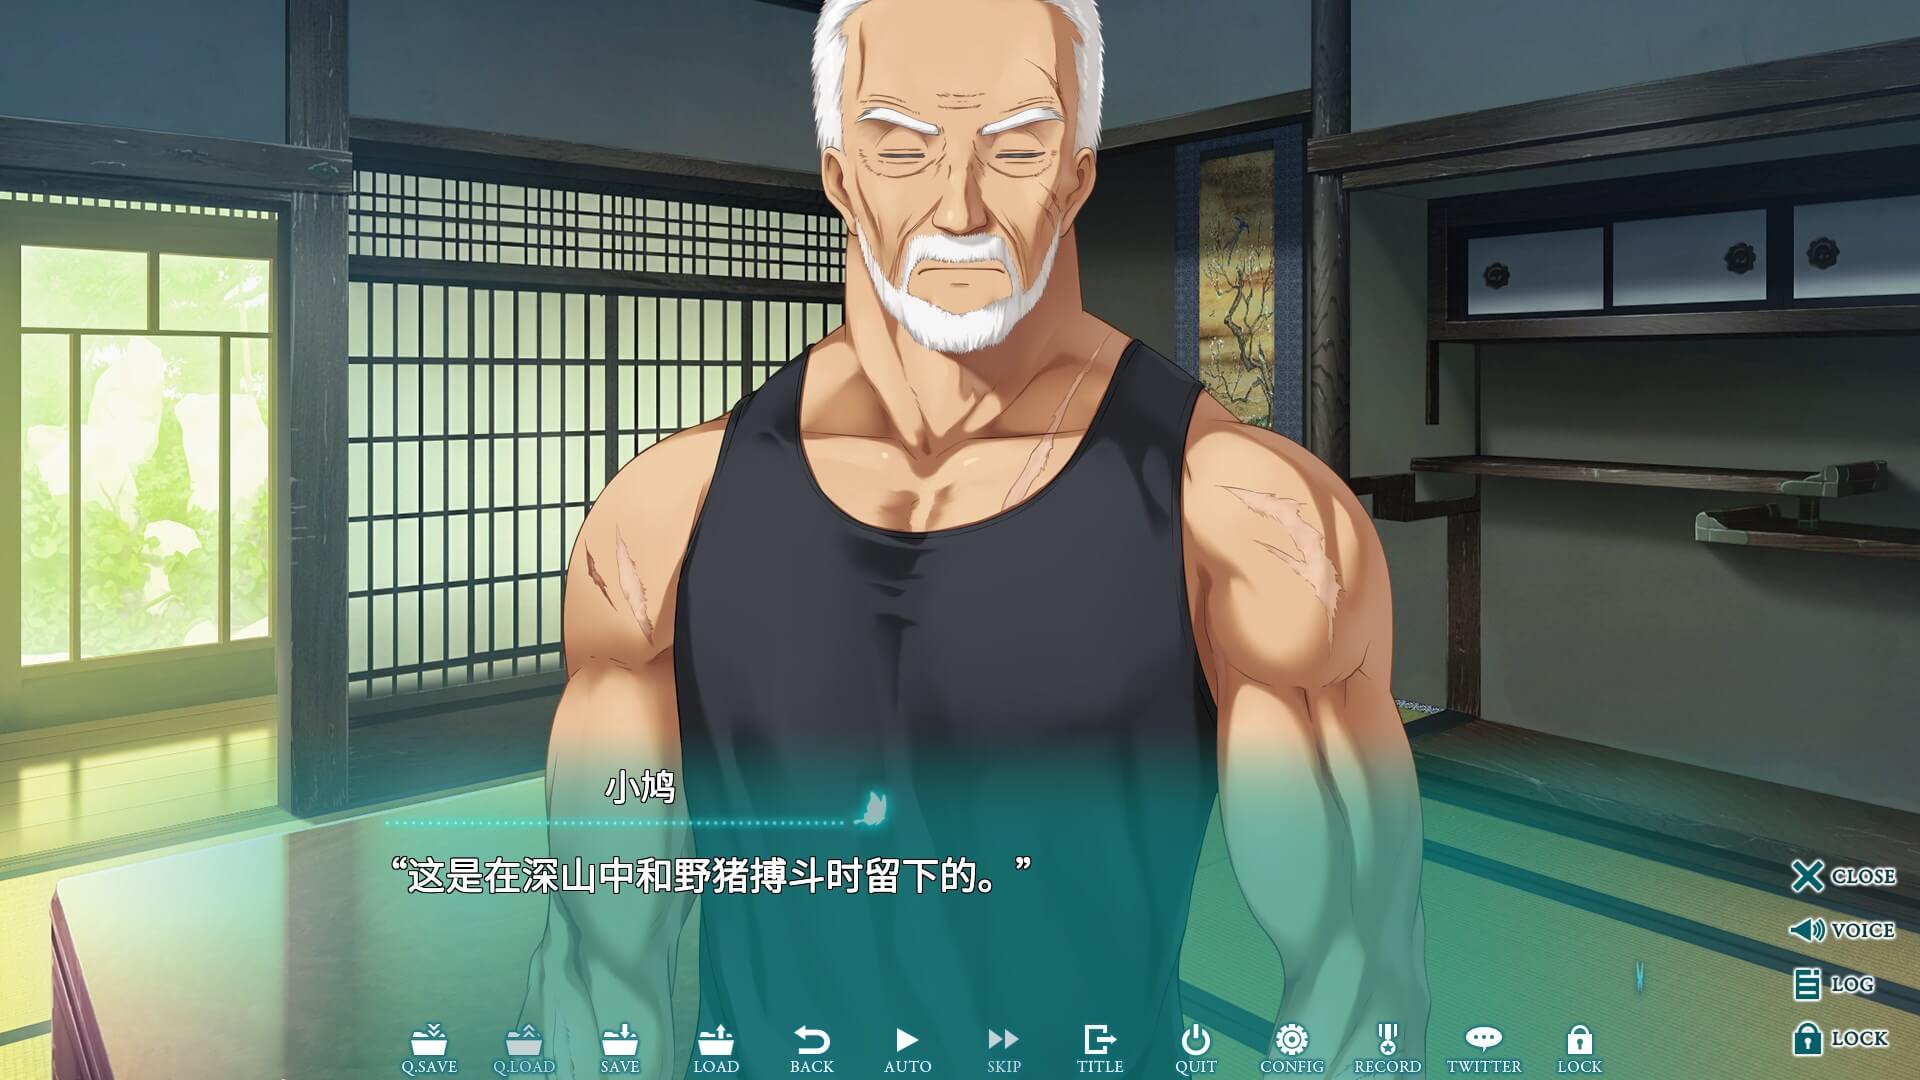 小鸠
“这是在深山中和野猪搏斗时留下的。”
CLOSE
VOICE
LOG
LOCK
Q.SAVE
Q.LOAD
SAVE
LOAD
BACK
AUTO
SKIP
TITLE
QUIT
CONFIG
RECORD
TWITTER
LOCK